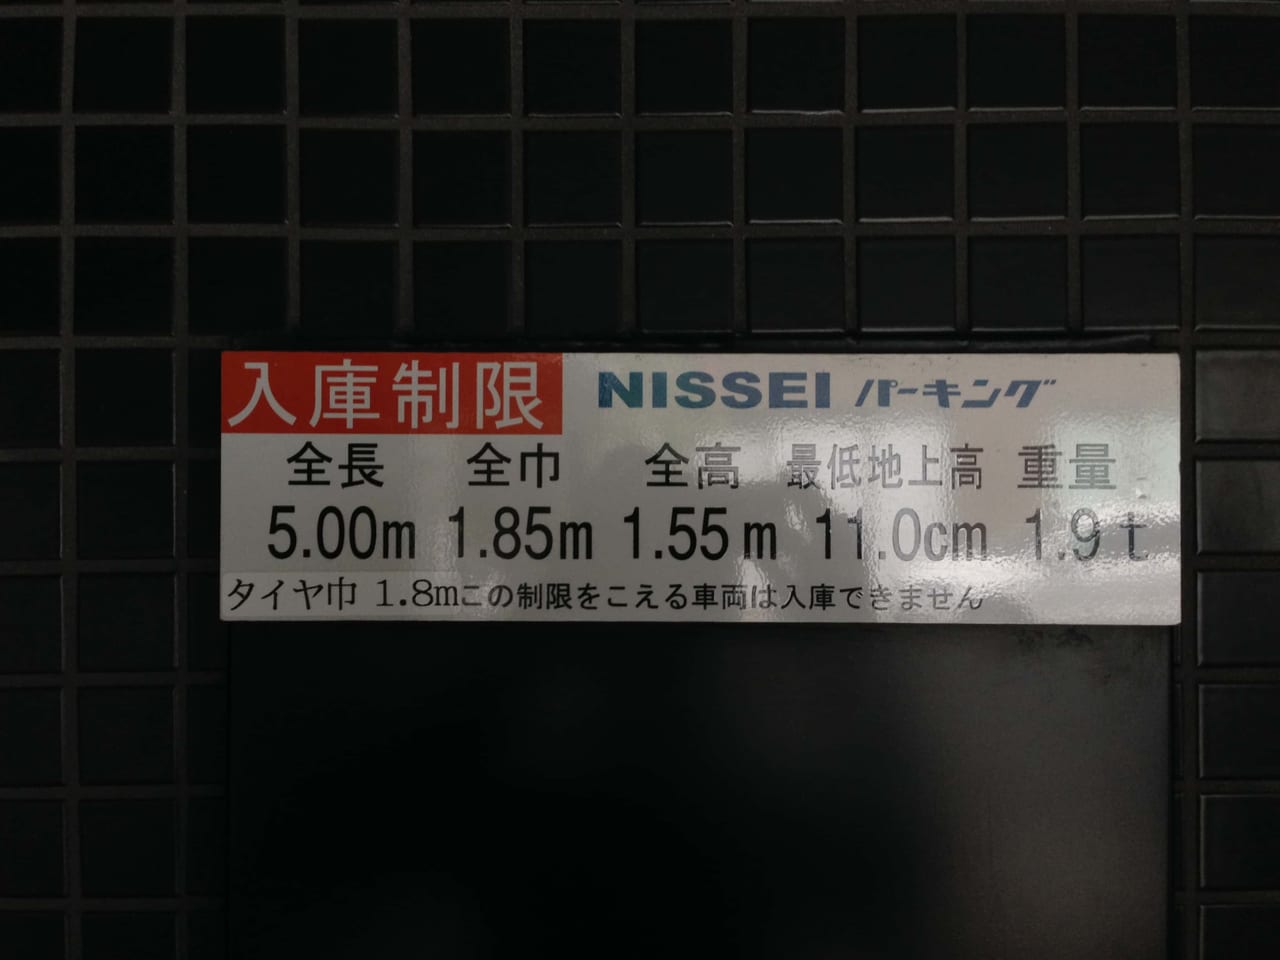 入庫制限 NISSEI パーキング
全長 全巾 全高 最低地上高 重量
5.00m 1.85m 1.55m 11.0cm 1.9t
タイヤ巾 1.8mこの制限をこえる車両は入庫できません